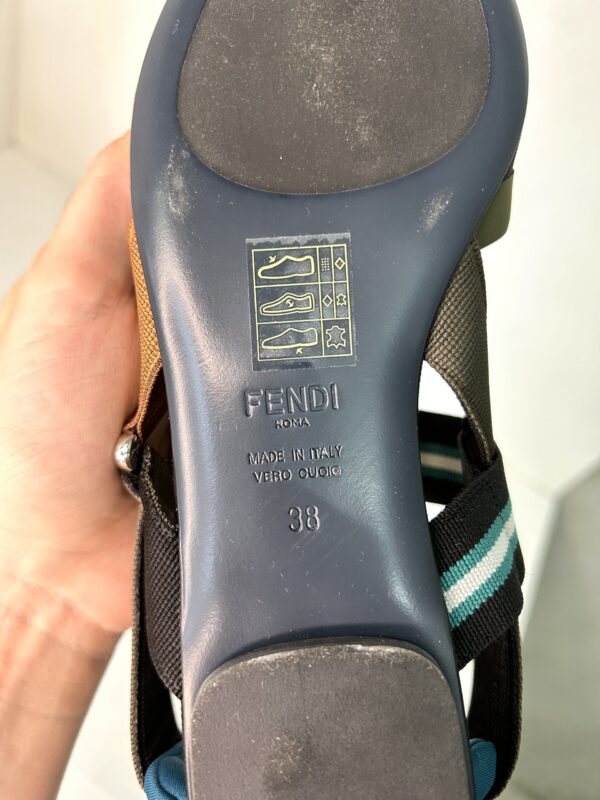 FENDI
ROMA
MADE IN ITALY
VERO CUOIO
38